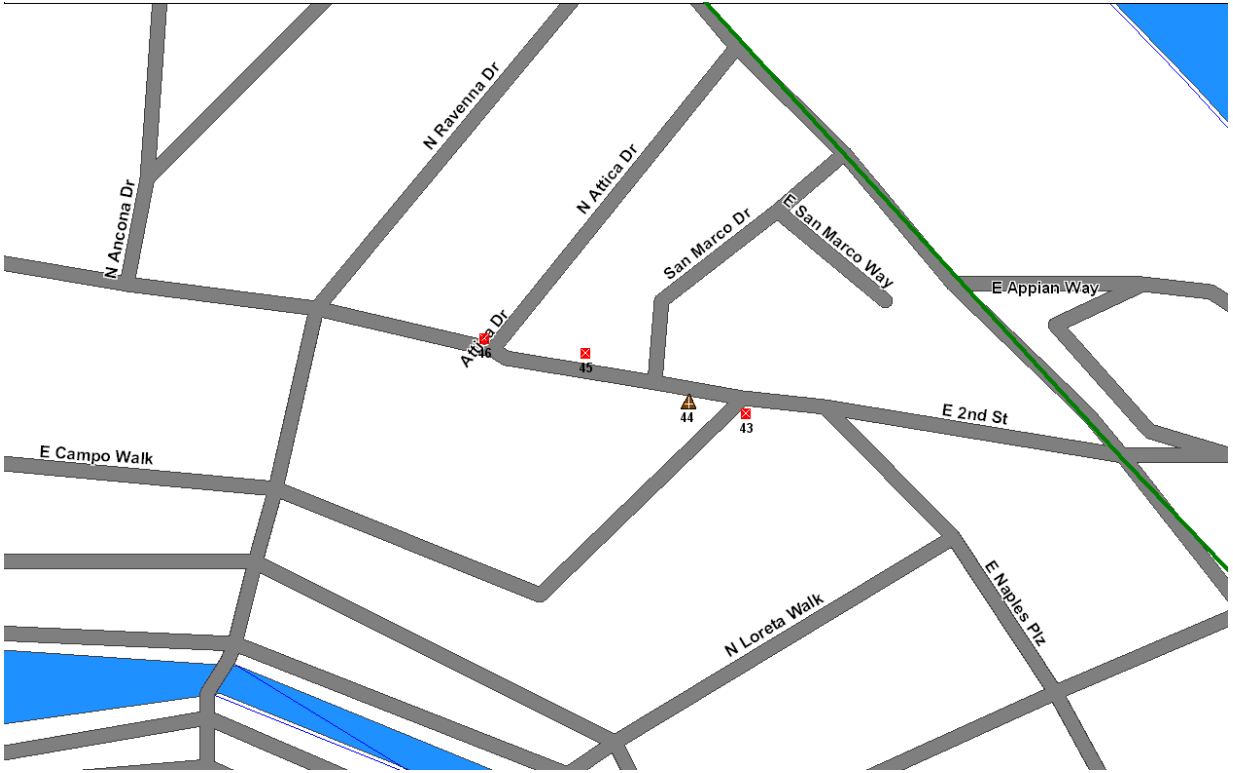 N Ravenna Dr
N Attica Dr
N Ancona Dr
San Marco Dr
E San Marco Way
E Appian Way
Attica Dr
46
45
44
43
E 2nd St
E Campo Walk
N Loreta Walk
E Naples Plz